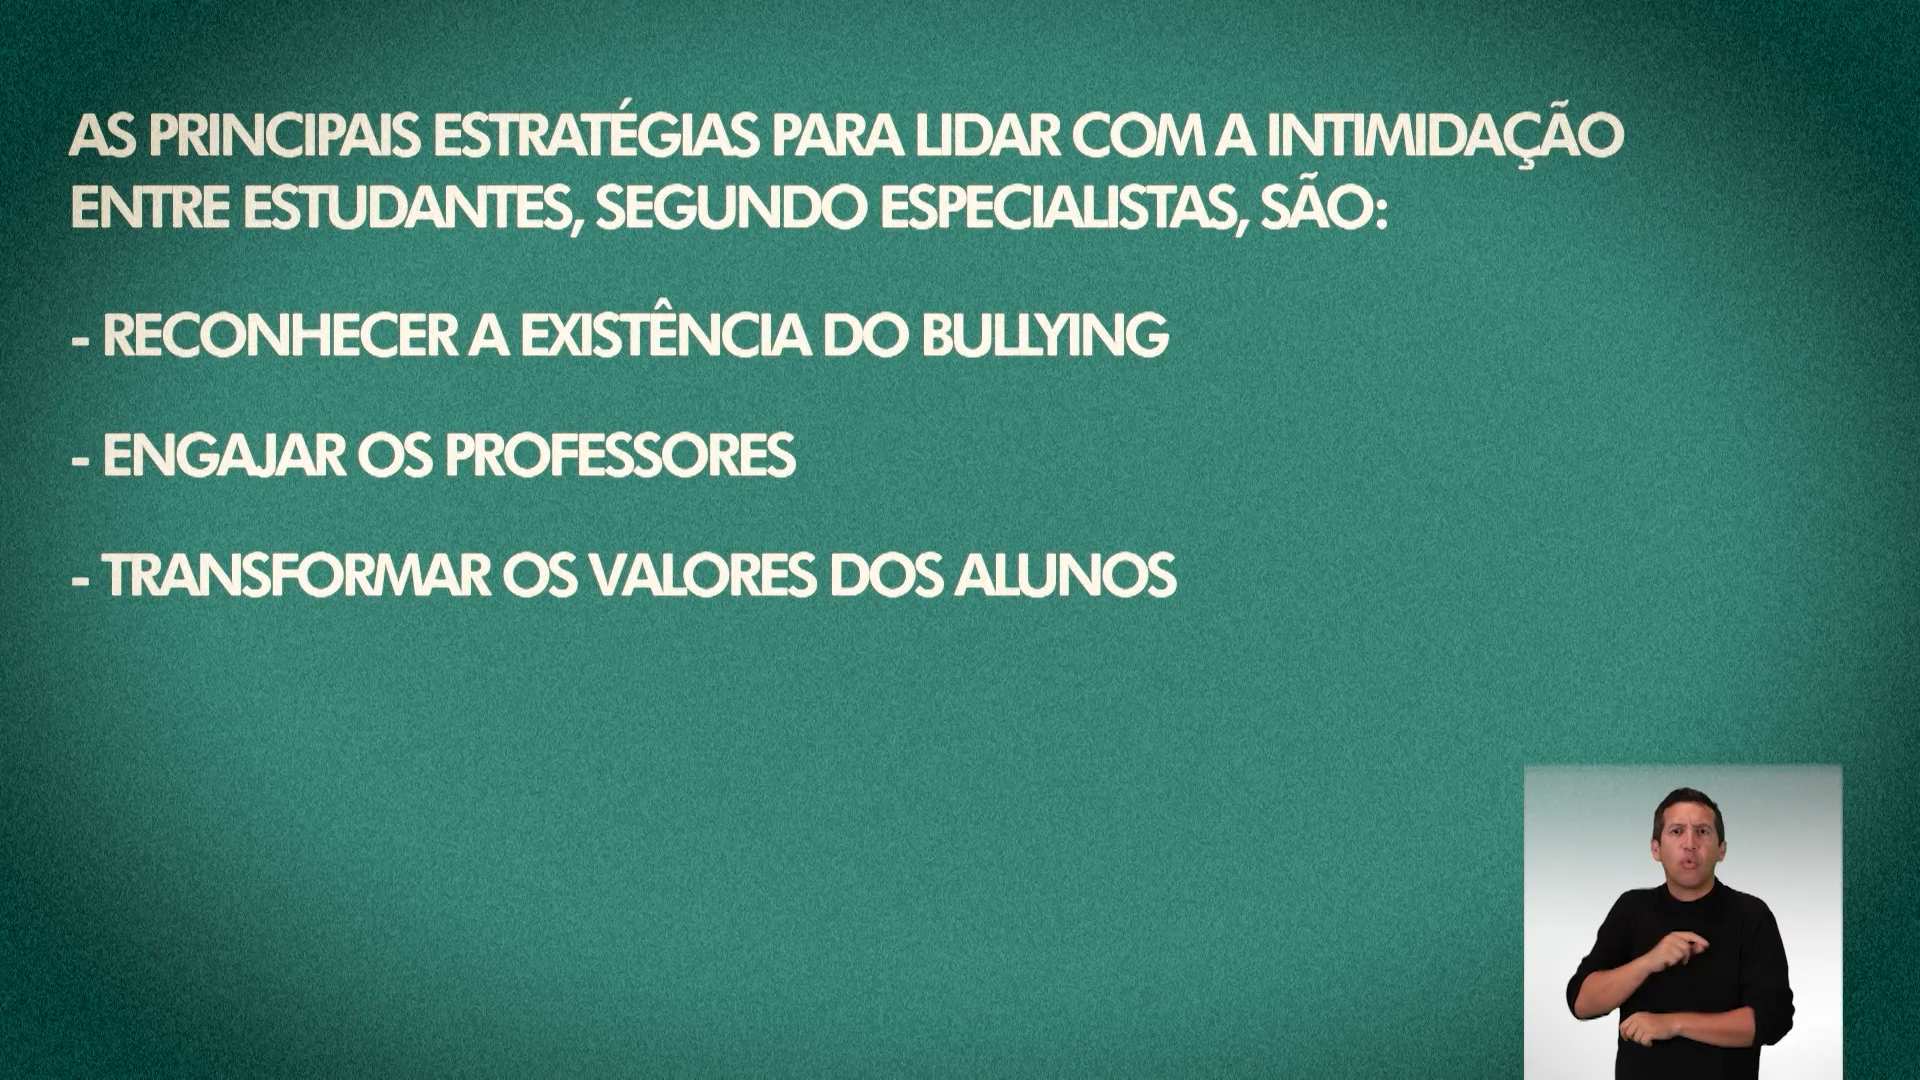 AS PRINCIPAIS ESTRATÉGIAS PARA LIDAR COM A INTIMIDAÇÃO
ENTRE ESTUDANTES, SEGUNDO ESPECIALISTAS, SÃO:
- RECONHECER A EXISTÊNCIA DO BULLYING
- ENGAJAR OS PROFESSORES
- TRANSFORMAR OS VALORES DOS ALUNOS